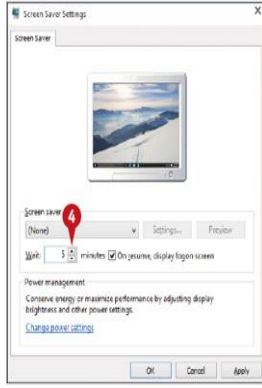 Screen Saver Settings
X
Screen Saver
Screen saver
4
(None)
Settings...
Preview
Wait: 5 minutes On resume, display logon screen
Power management
Conserve energy or maximize performance by adjusting display
brightness and other power settings.
Change power settings
OK Cancel Apply